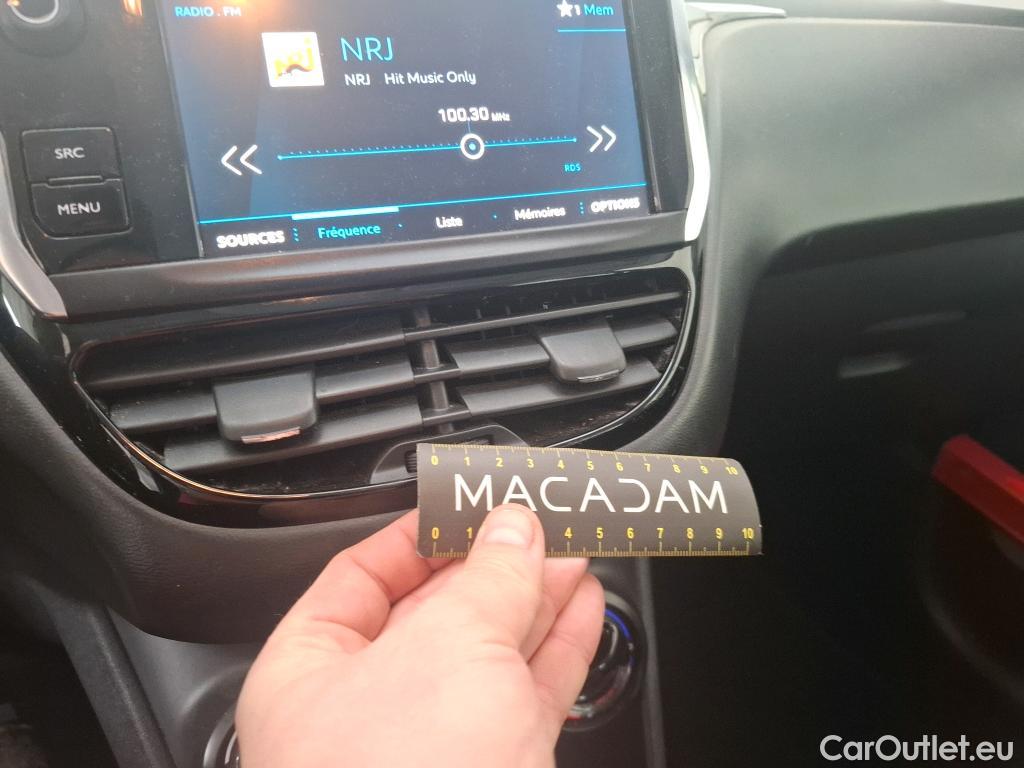 RADIO . FM
★1 Mem
NRJ
NRJ
NRJ Hit Music Only
100.30 MHz
SRC
RDS
MENU
SOURCES Fréquence Liste Mémoires OPTIONS
0 1 2 3 4 5 6 7 8 9 10
MACADAM
0 1 4 5 6 7 8 9 10
CarOutlet.eu